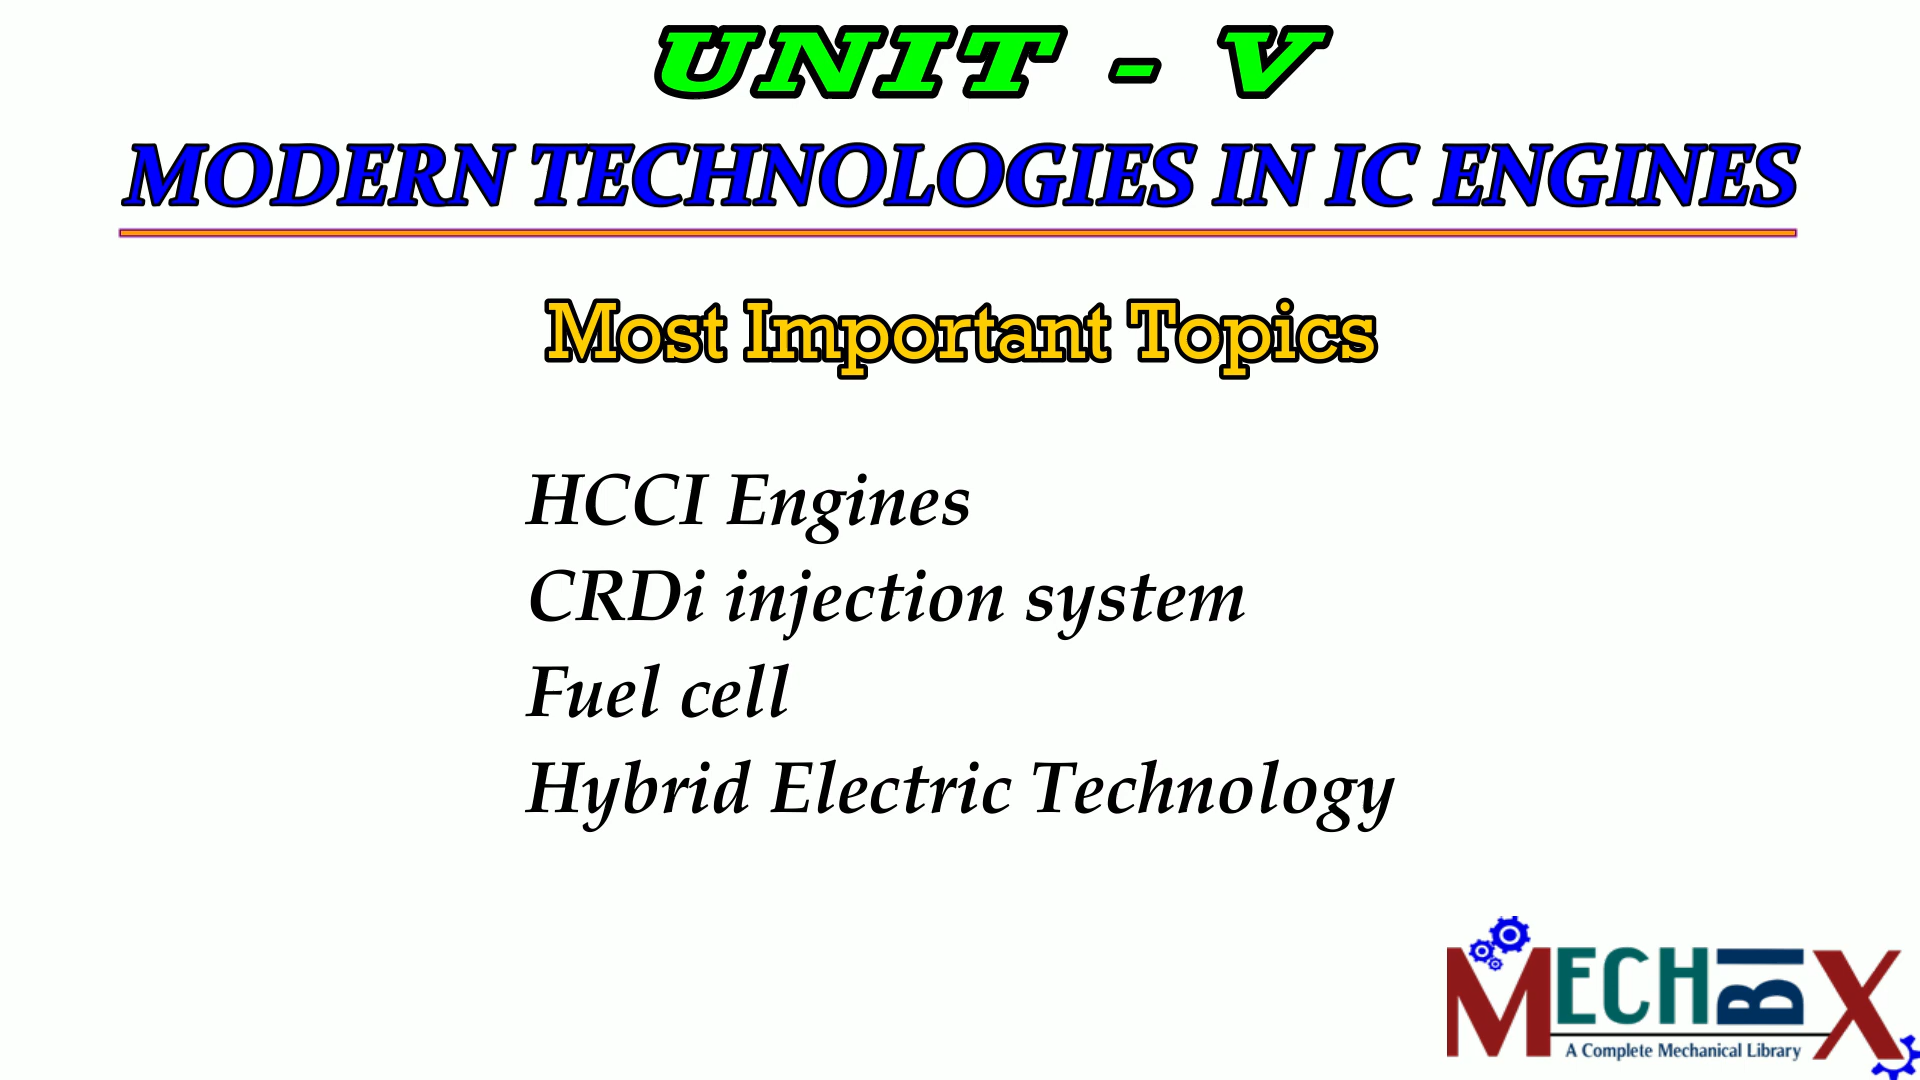 UNIT - V
MODERN TECHNOLOGIES IN IC ENGINES
Most Important Topics
HCCI Engines
CRDi injection system
Fuel cell
Hybrid Electric Technology
MECHBIX
A Complete Mechanical Library